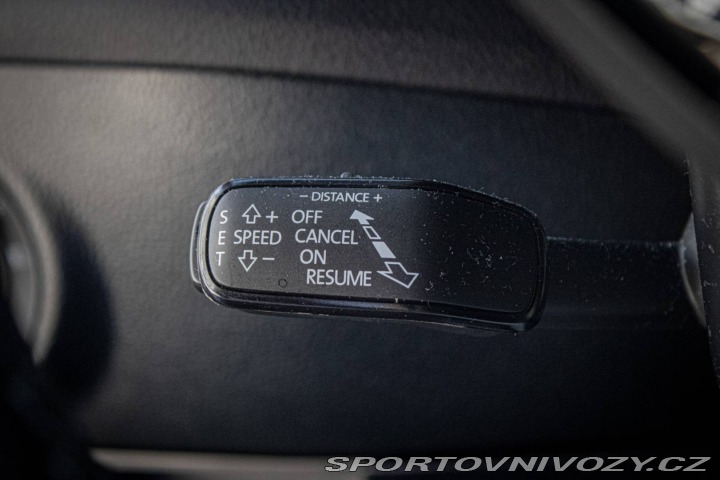 − DISTANCE +
S + OFF
E SPEED CANCEL
T − ON
RESUME
SPORTOVNIVOZY.CZ